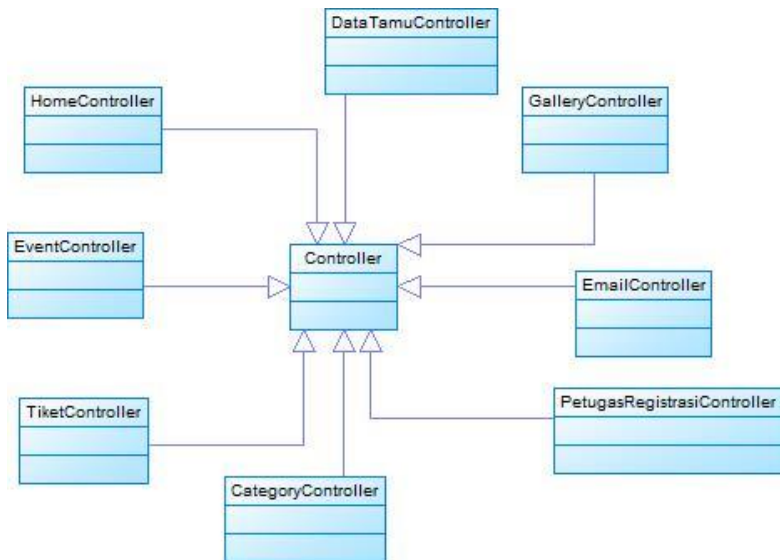 DataTamuController
HomeController
GalleryController
EventController
Controller
EmailController
TiketController
PetugasRegistrasiController
CategoryController